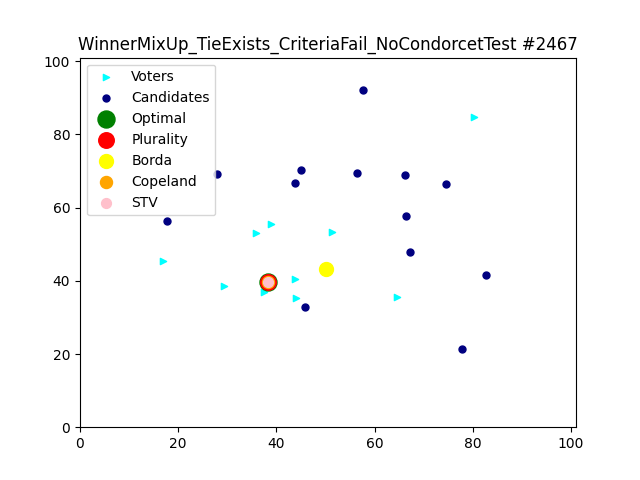 WinnerMixUp_TieExists_CriteriaFail_NoCondorcetTest #2467
100
80
60
40
20
0
Voters
Candidates
Optimal
Plurality
Borda
Copeland
STV
0 20 40 60 80 100